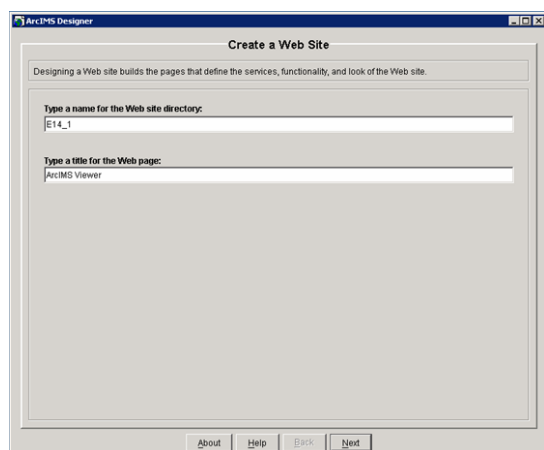 ArcIMS Designer
Create a Web Site
Designing a Web site builds the pages that define the services, functionality, and look of the Web site.
Type a name for the Web site directory:
E14_1
Type a title for the Web page:
ArcIMS Viewer
About Help Back Next